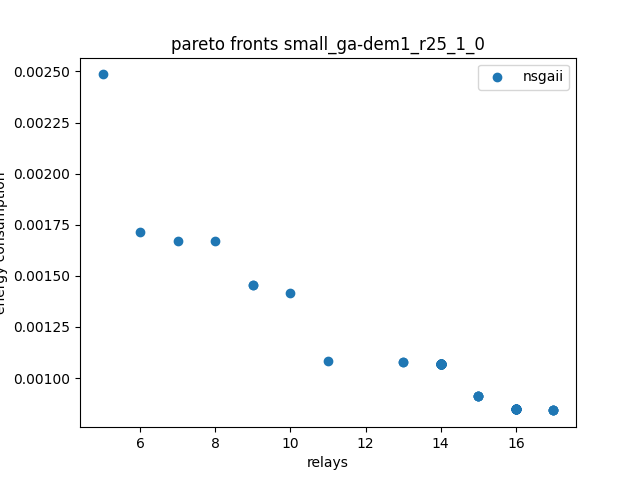 pareto fronts small_ga-dem1_r25_1_0
nsgaii
0.00250
0.00225
0.00200
0.00175
0.00150
0.00125
0.00100
energy consumption
6 8 10 12 14 16
relays